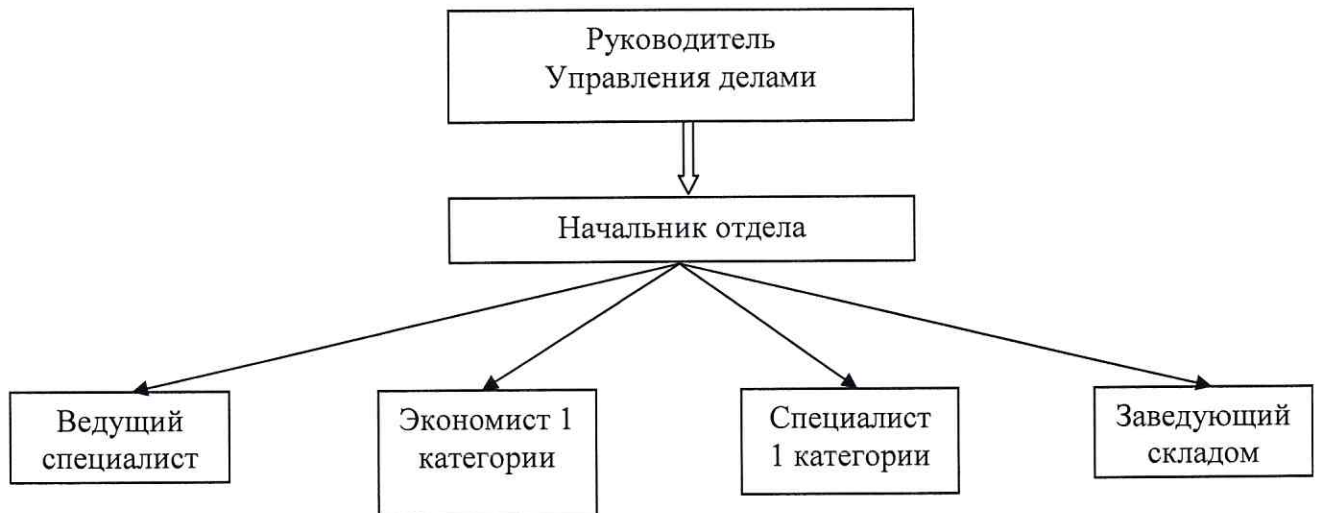 Руководитель
Управления делами
Начальник отдела
Ведущий
специалист
Экономист 1
категории
Специалист
1 категории
Заведующий
складом